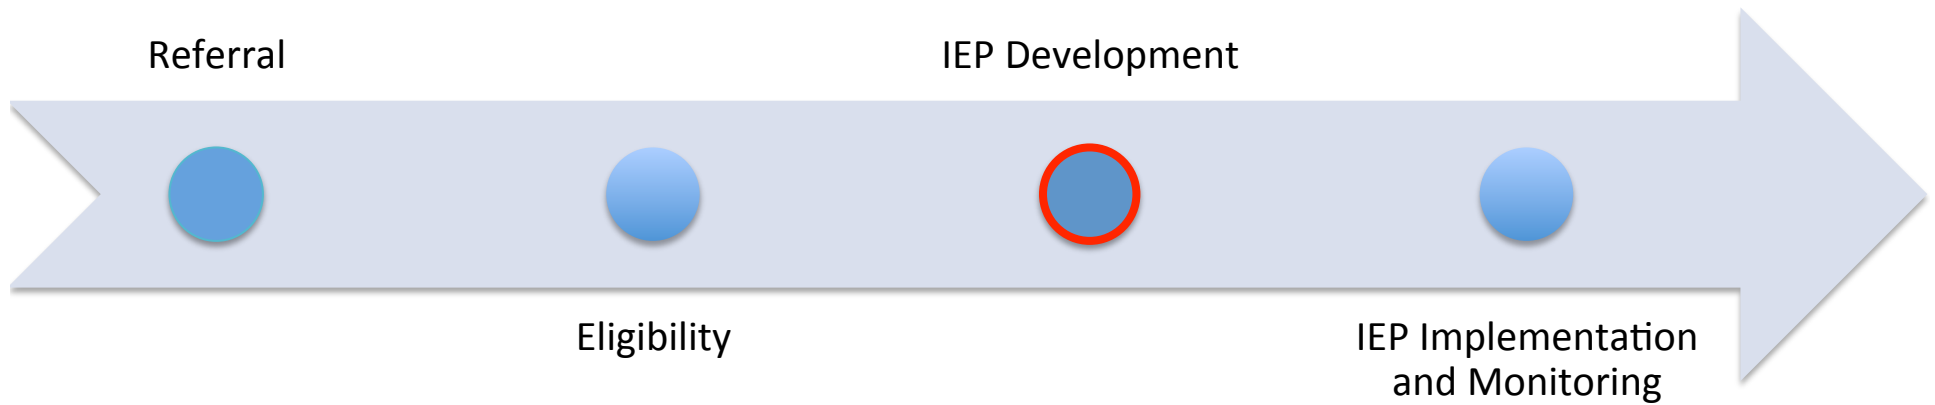 Referral
IEP Development
Eligibility
IEP Implementation
and Monitoring